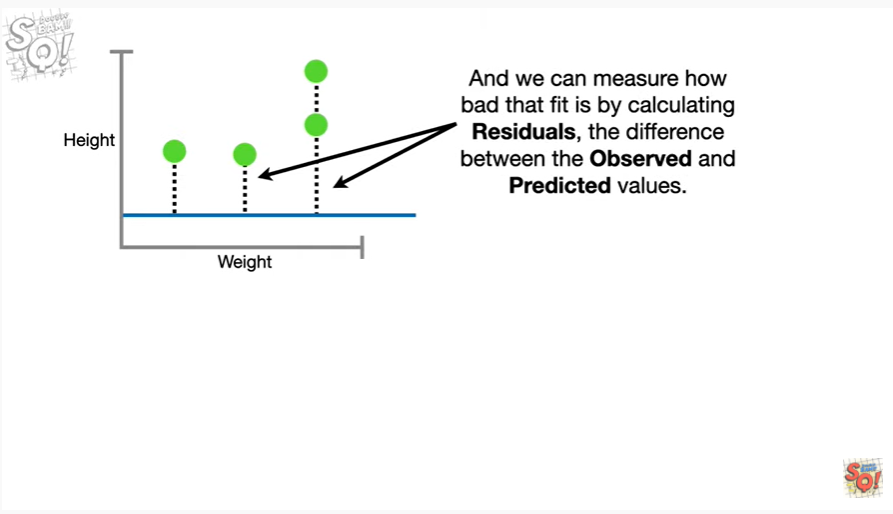 Height
Weight
And we can measure how
bad that fit is by calculating
Residuals, the difference
between the Observed and
Predicted values.
SQ!